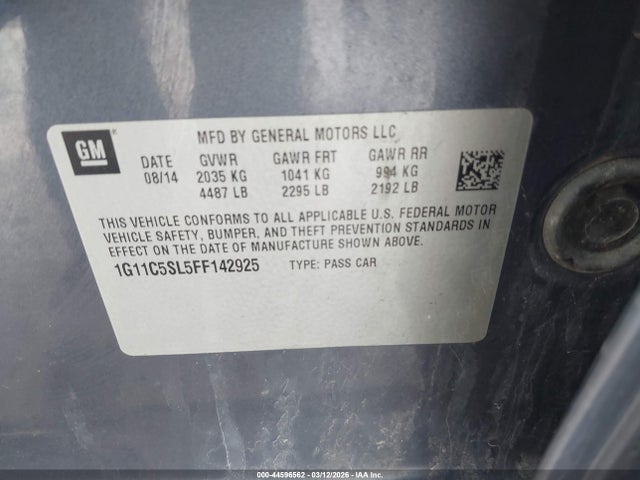 GM
MFD BY GENERAL MOTORS LLC
DATE GVWR GAWR FRT GAWR RR
08/14 2035 KG 1041 KG 994 KG
4487 LB 2295 LB 2192 LB
THIS VEHICLE CONFORMS TO ALL APPLICABLE U.S. FEDERAL MOTOR
VEHICLE SAFETY, BUMPER, AND THEFT PREVENTION STANDARDS IN
EFFECT ON THE DATE OF MANUFACTURE SHOWN ABOVE.
1G11C5SL5FF142925 TYPE: PASS CAR
000-44596562 - 03/12/2026 - IAA Inc.